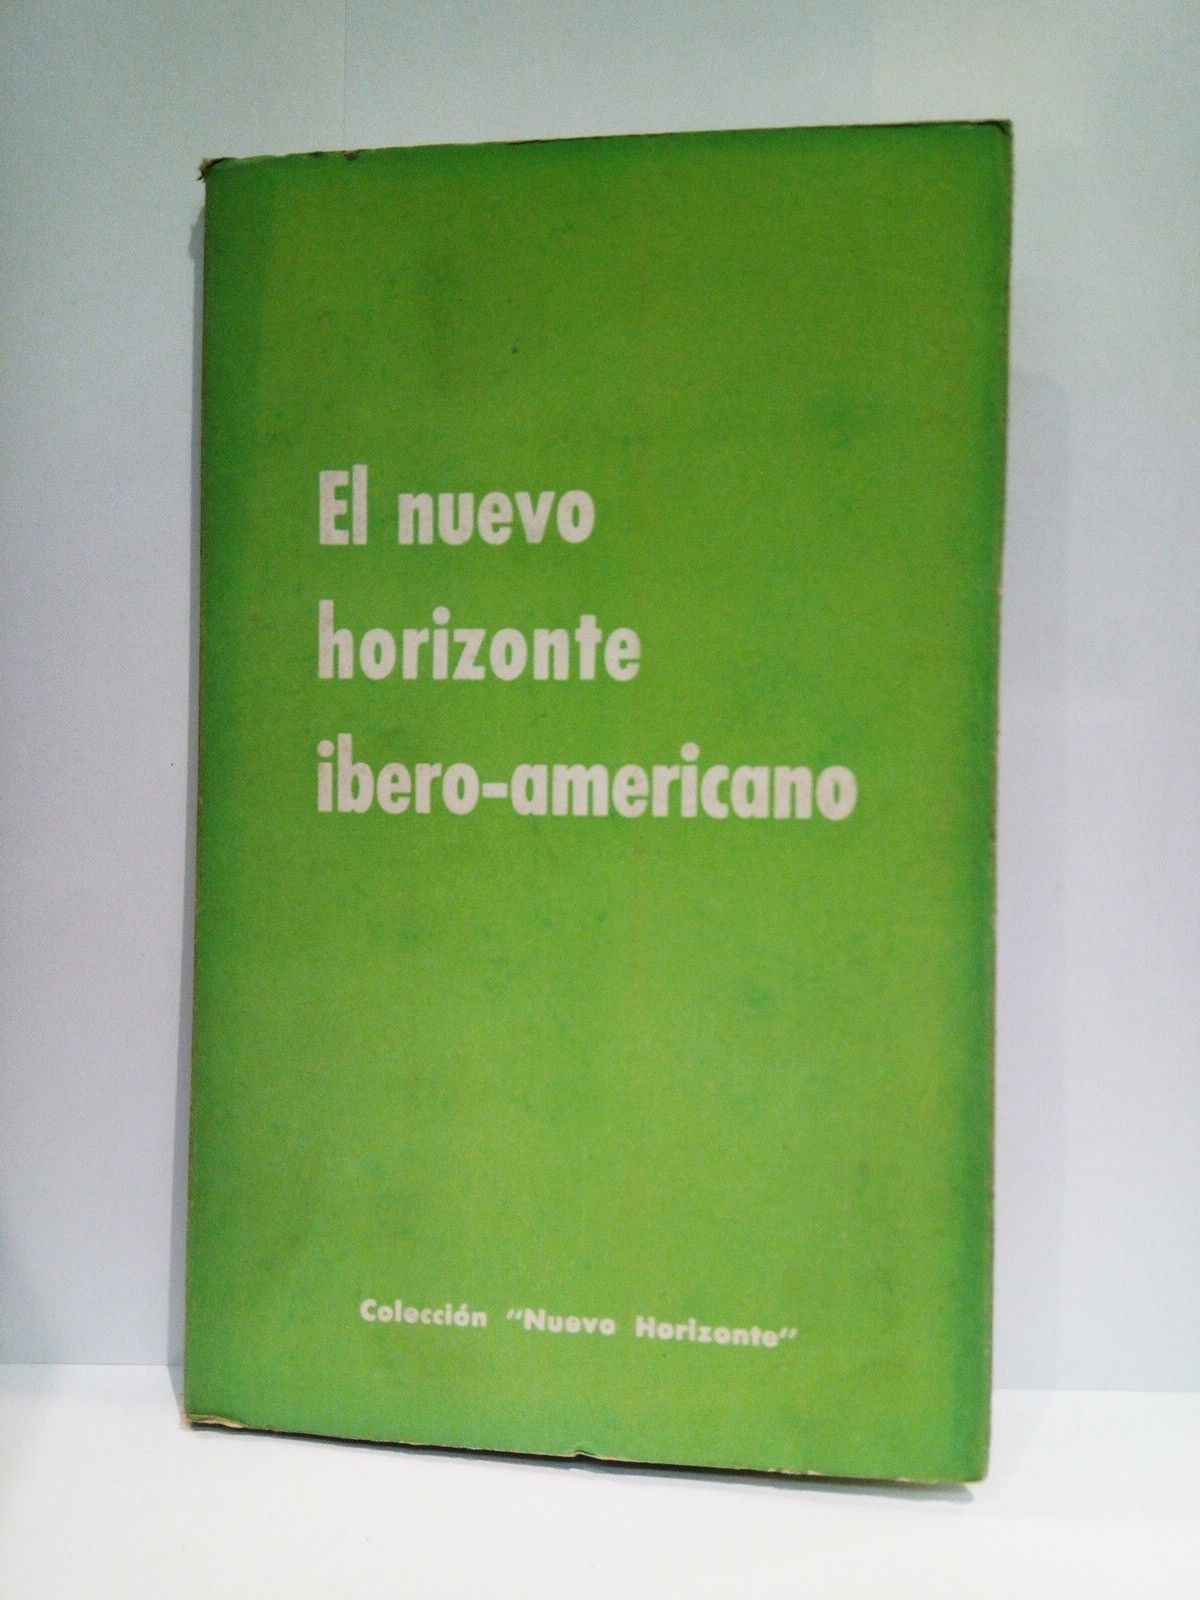 El nuevo
horizonte
ibero-americano
Colección "Nuevo Horizonte"